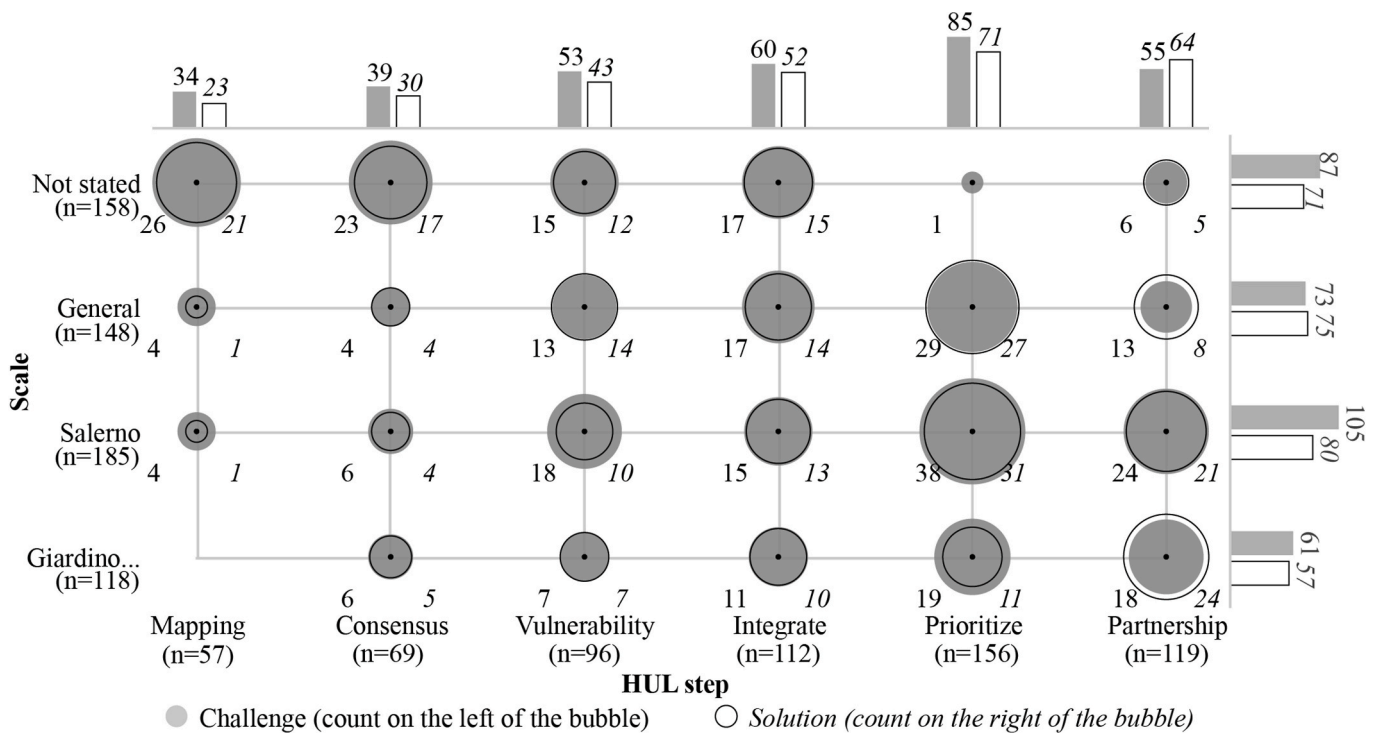 34 23 39 30 53 43 60 52 85 71 55 64
Not stated
(n=158)
26 21 23 17 15 12 17 15 1 6 5
87
71
General
(n=148)
4 1 4 4 13 14 17 14 29 27 13 8
73
75
Scale
Salerno
(n=185)
4 1 6 4 18 10 15 13 38 31 24 21
105
80
Giardino...
(n=118)
6 5 7 7 11 10 19 11 18 24
61
57
Mapping Consensus Vulnerability Integrate Prioritize Partnership
(n=57) (n=69) (n=96) (n=112) (n=156) (n=119)
HUL step
Challenge (count on the left of the bubble) Solution (count on the right of the bubble)